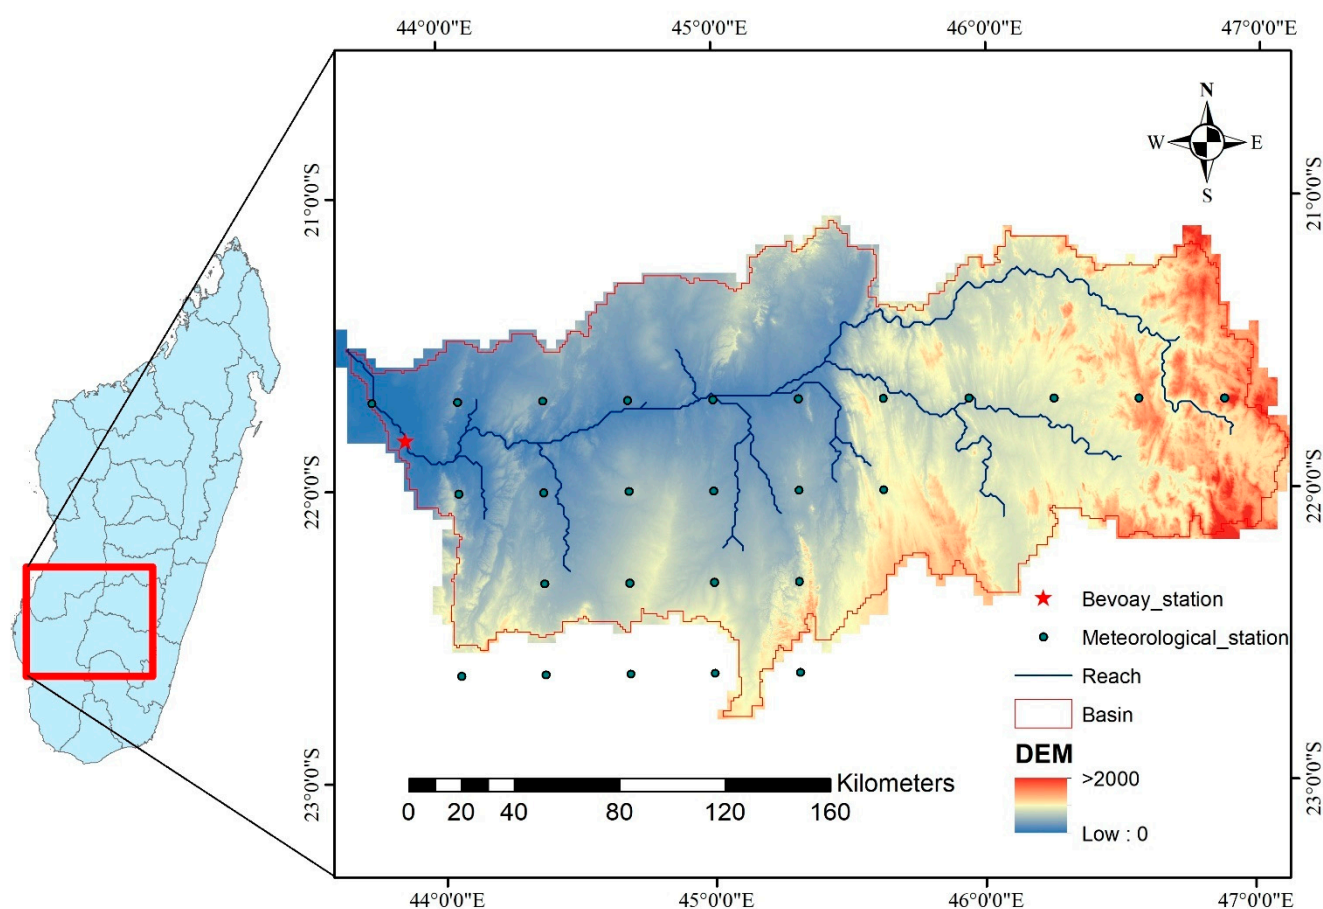 44°0'0"E 45°0'0"E 46°0'0"E 47°0'0"E
N
W E
S
21°0'0"S 21°0'0"S
22°0'0"S 22°0'0"S
Bevoay_station
Meteorological_station
Reach
Basin
DEM
>2000
Low : 0
Kilometers
0 20 40 80 120 160
23°0'0"S 23°0'0"S
44°0'0"E 45°0'0"E 46°0'0"E 47°0'0"E